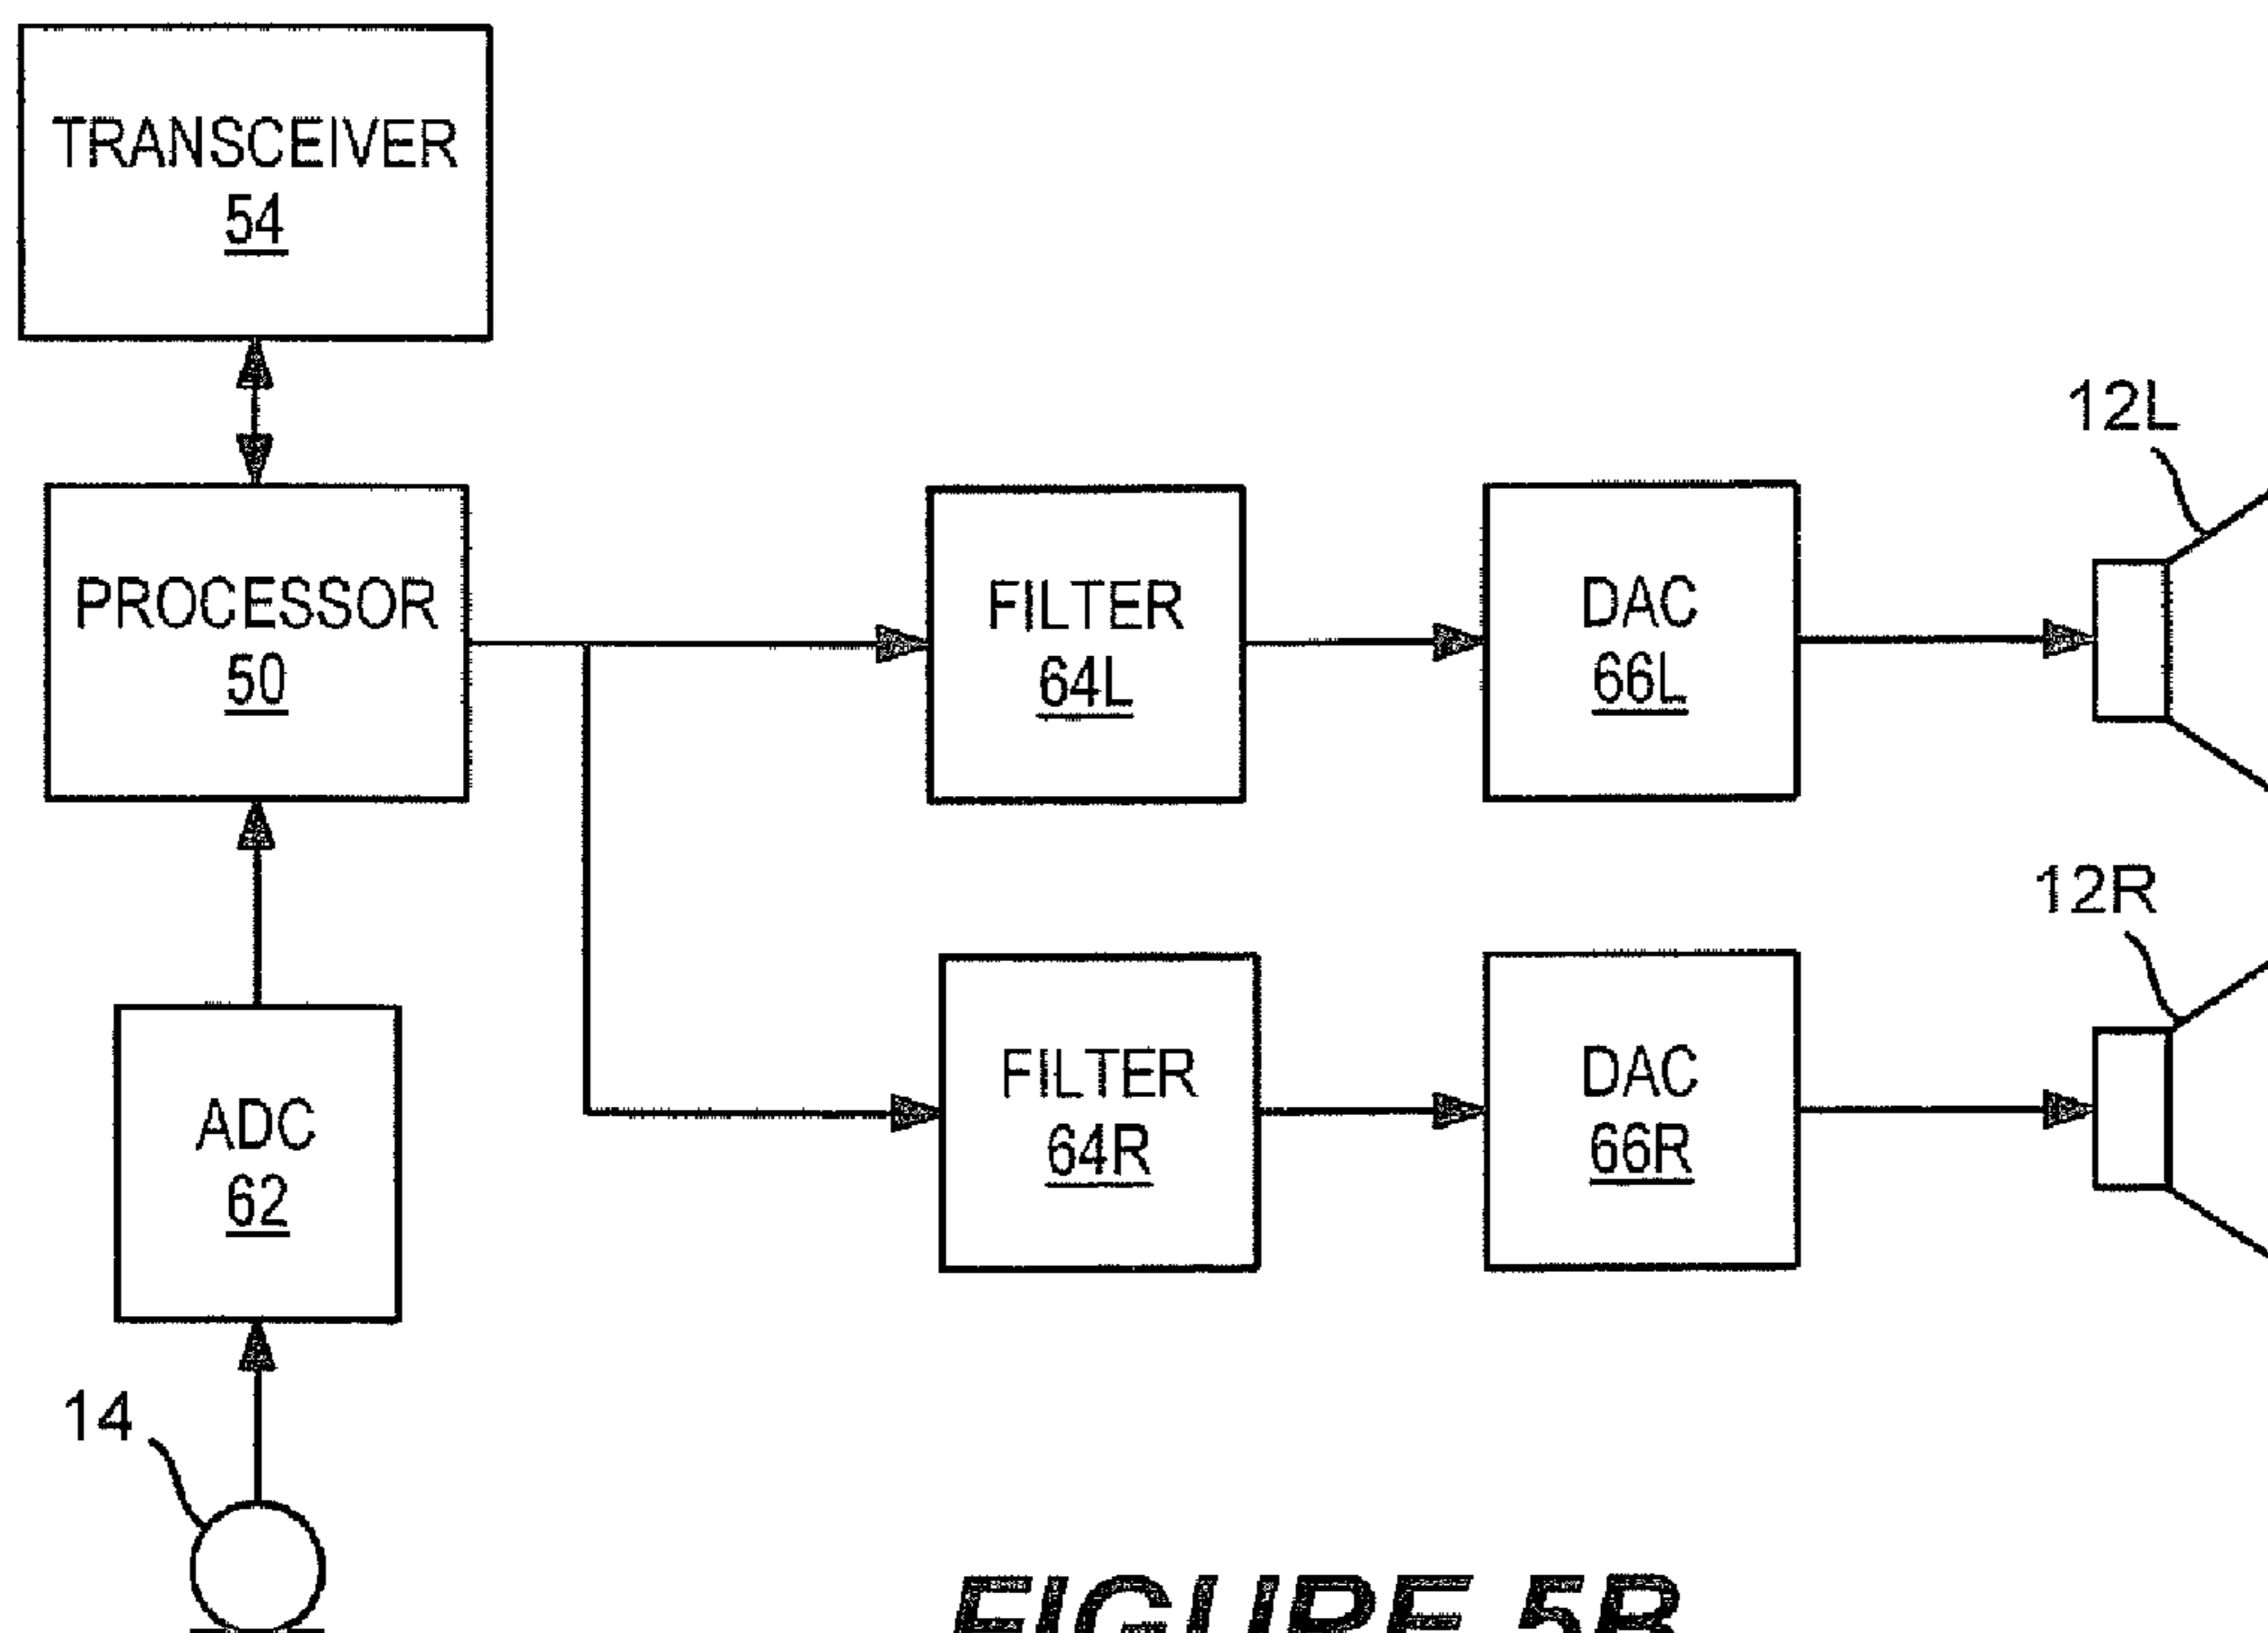 TRANSCEIVER
54
12L
PROCESSOR
50
FILTER
64L
DAC
66L
12R
ADC
62
FILTER
64R
DAC
66R
14
FIGURE 5B